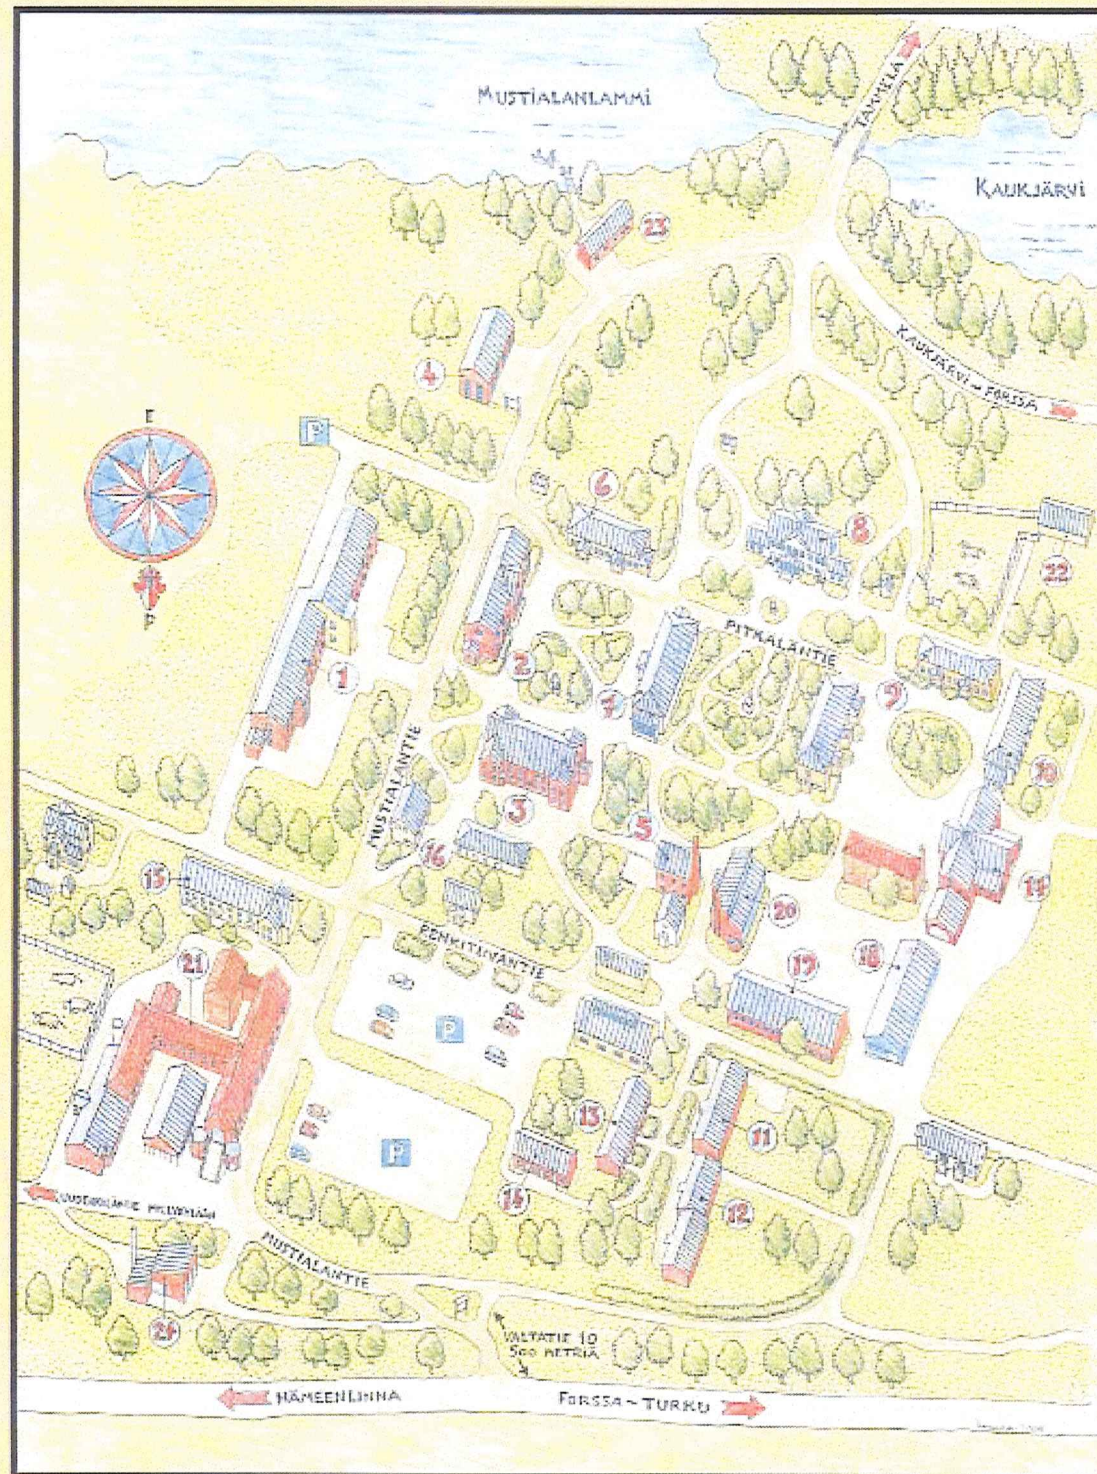 MUSTIALANLAMMI
TAMMELA
KAUKJÄRVI
23
KAUKJÄRVI - FORSSA
4
E
P
P
6
8
22
1
2
7
PITKÄLÄNTIE
9
10
MUSTIALANTIE
3
5
16
15
20
19
18
PENKITUVANTIE
17
21
P
13
11
P
14
12
MUSTIALANTIE
24
VALTATIE 10
500 METRIÄ
HÄMEENLINNA
FORSSA - TURKU